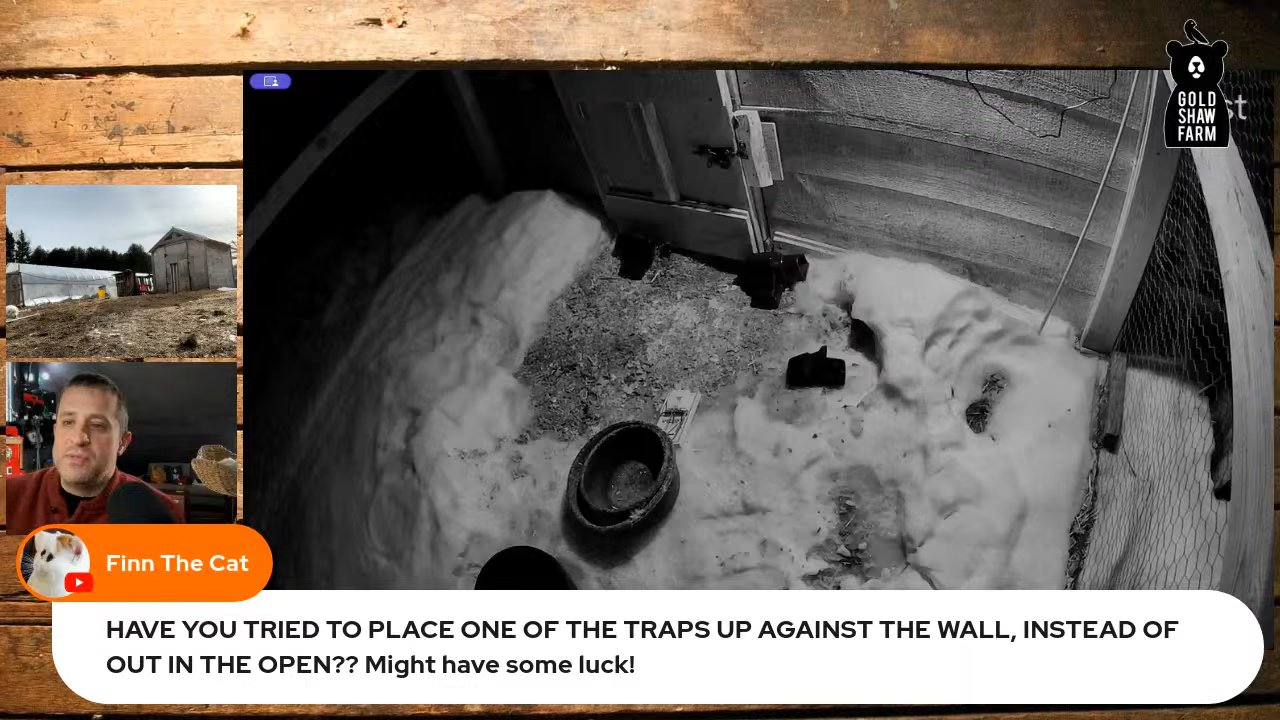 GOLD
SHAW
FARM
st
Finn The Cat
HAVE YOU TRIED TO PLACE ONE OF THE TRAPS UP AGAINST THE WALL, INSTEAD OF
OUT IN THE OPEN?? Might have some luck!